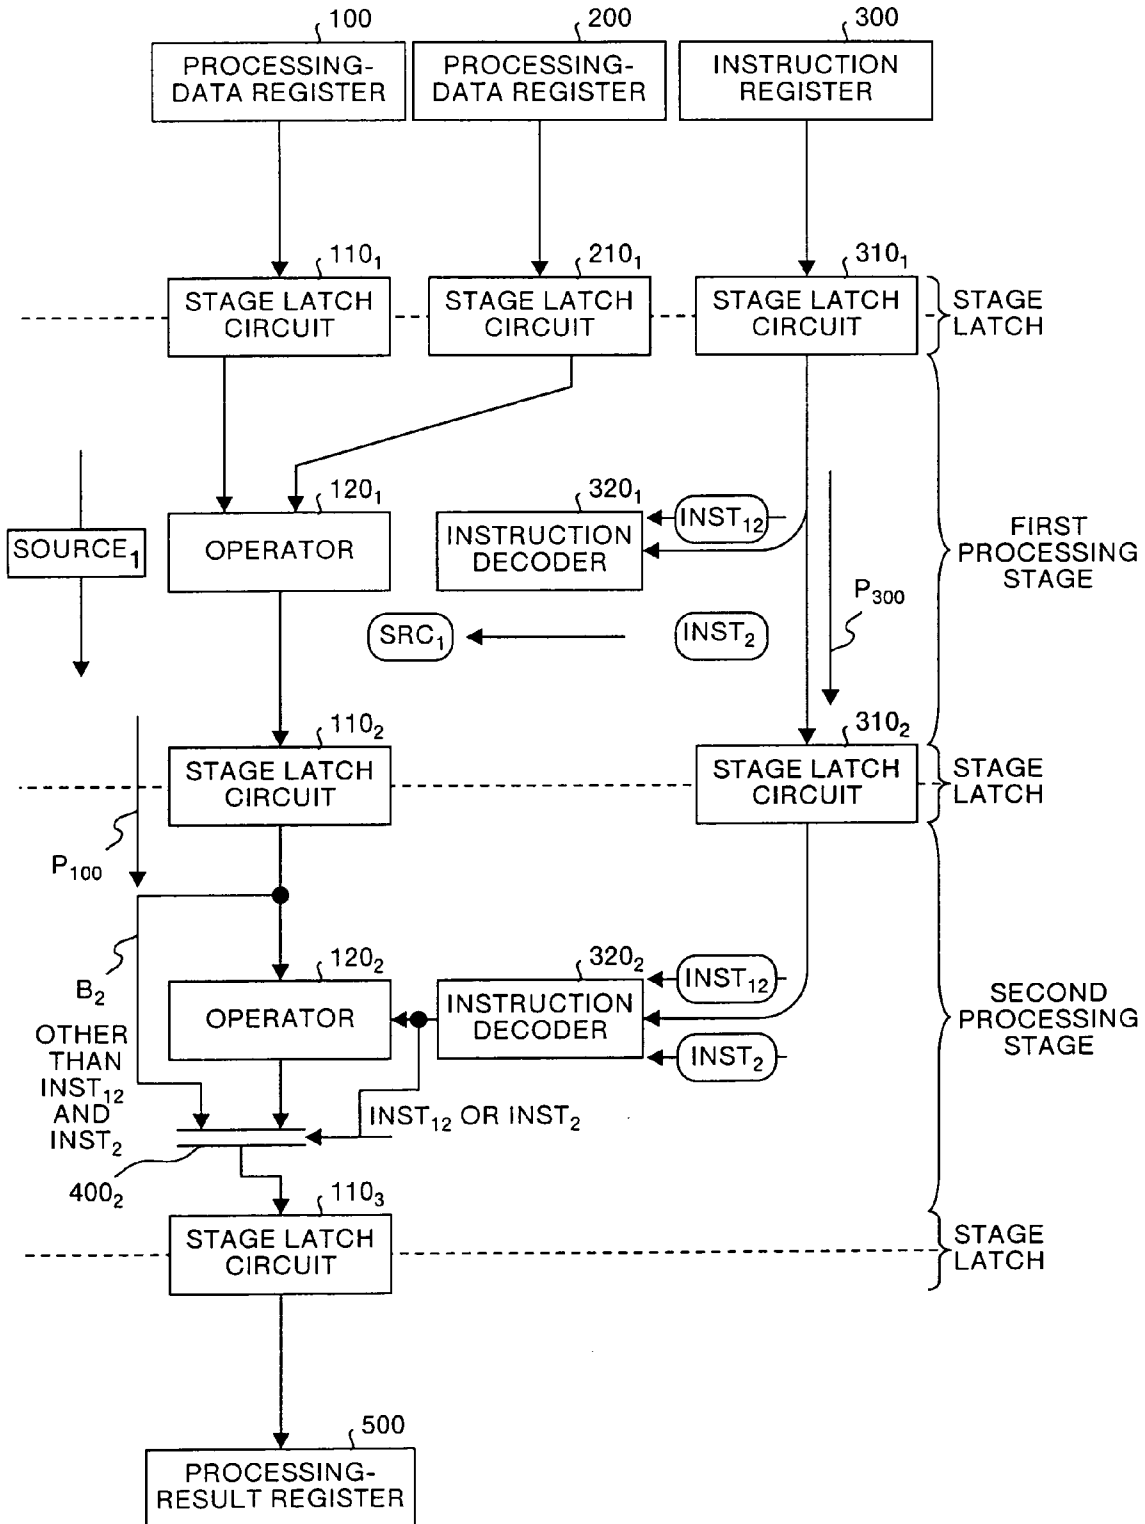 100
200
300
PROCESSING-
DATA REGISTER
PROCESSING-
DATA REGISTER
INSTRUCTION
REGISTER
110₁
210₁
310₁
STAGE LATCH
CIRCUIT
STAGE LATCH
CIRCUIT
STAGE LATCH
CIRCUIT
STAGE
LATCH
120₁
320₁
SOURCE₁
OPERATOR
INSTRUCTION
DECODER
INST₁₂
FIRST
PROCESSING
STAGE
P₃₀₀
SRC₁
INST₂
110₂
310₂
STAGE LATCH
CIRCUIT
STAGE LATCH
CIRCUIT
STAGE
LATCH
P₁₀₀
B₂
120₂
320₂
OPERATOR
INSTRUCTION
DECODER
INST₁₂
INST₂
SECOND
PROCESSING
STAGE
OTHER
THAN
INST₁₂
AND
INST₂
INST₁₂ OR INST₂
400₂
110₃
STAGE LATCH
CIRCUIT
STAGE
LATCH
500
PROCESSING-
RESULT REGISTER